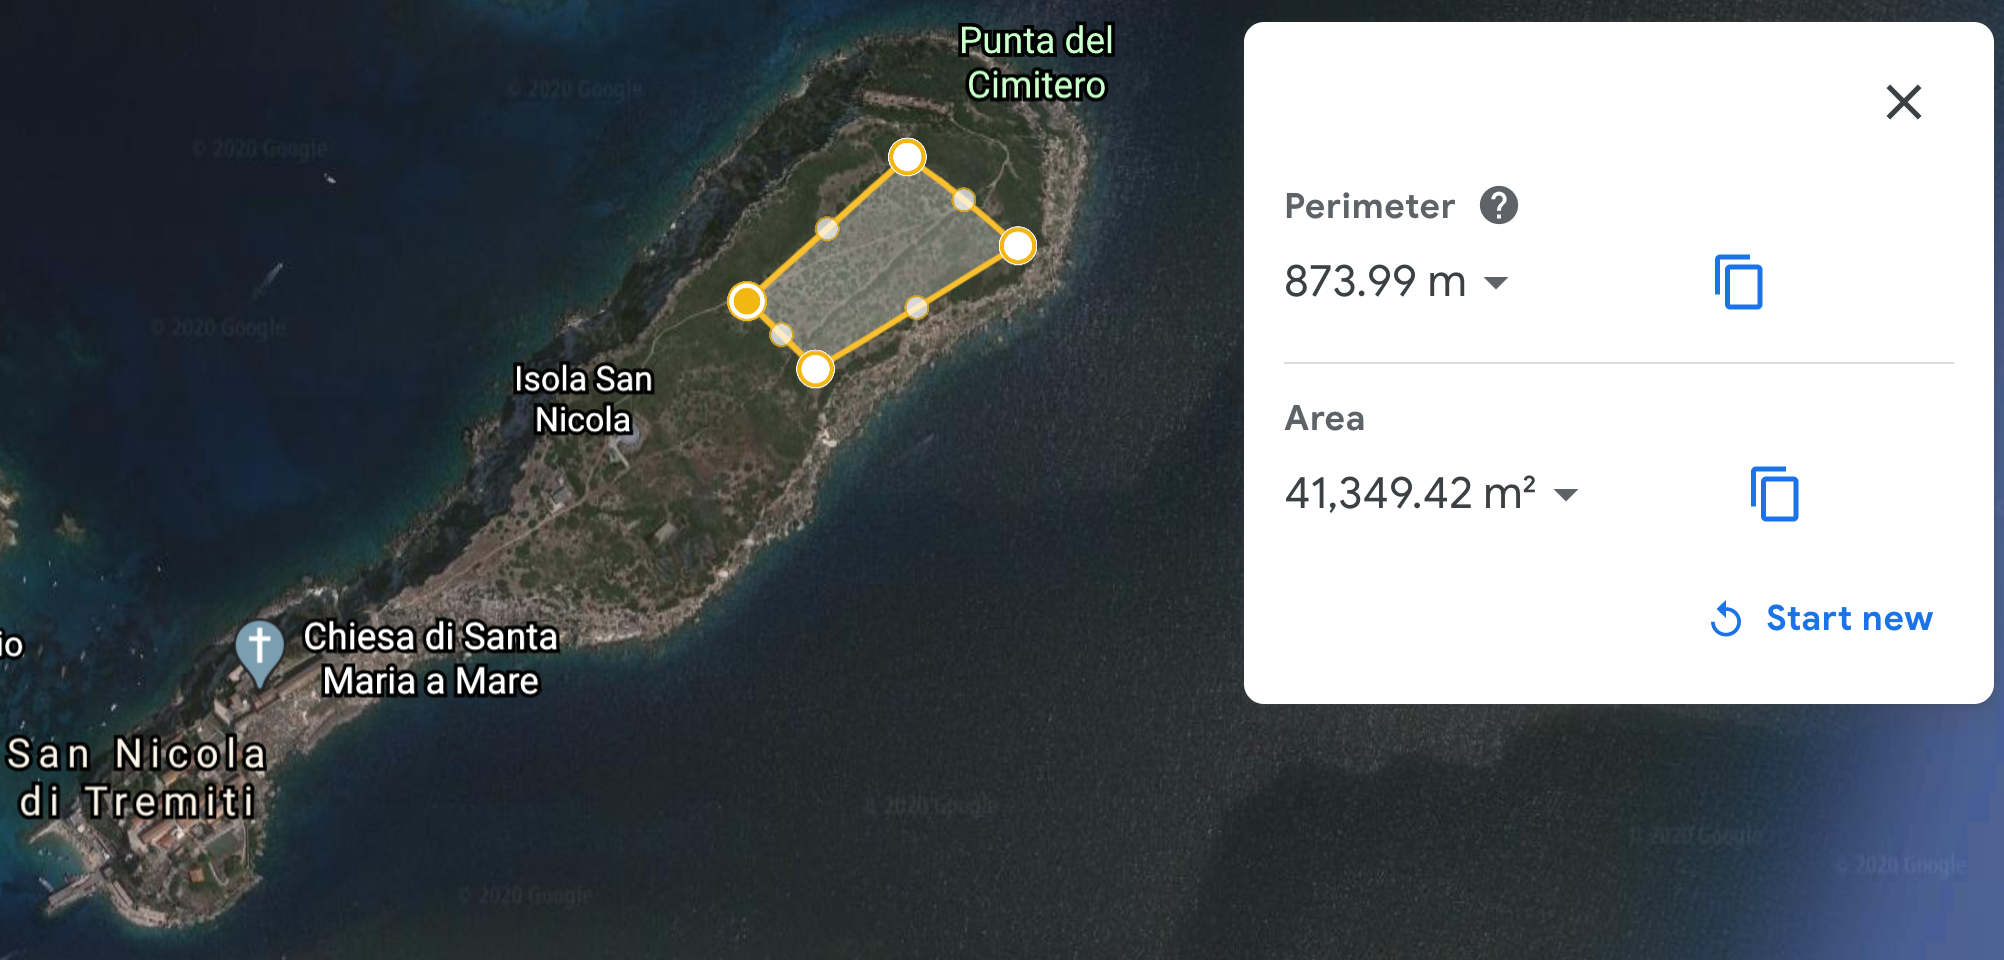 Punta del
Cimitero
© 2020 Google
© 2020 Google
© 2020 Google
Isola San
Nicola
io
Chiesa di Santa
Maria a Mare
San Nicola
di Tremiti
© 2020 Google
© 2020 Google
© 2020 Google
© 2020 Google
Perimeter ?
873.99 m
Area
41,349.42 m²
Start new